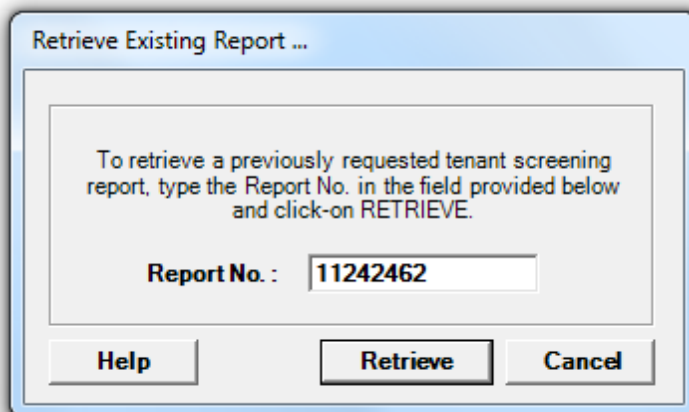 Retrieve Existing Report ...
To retrieve a previously requested tenant screening
report, type the Report No. in the field provided below
and click-on RETRIEVE.
Report No. : 11242462
Help Retrieve Cancel